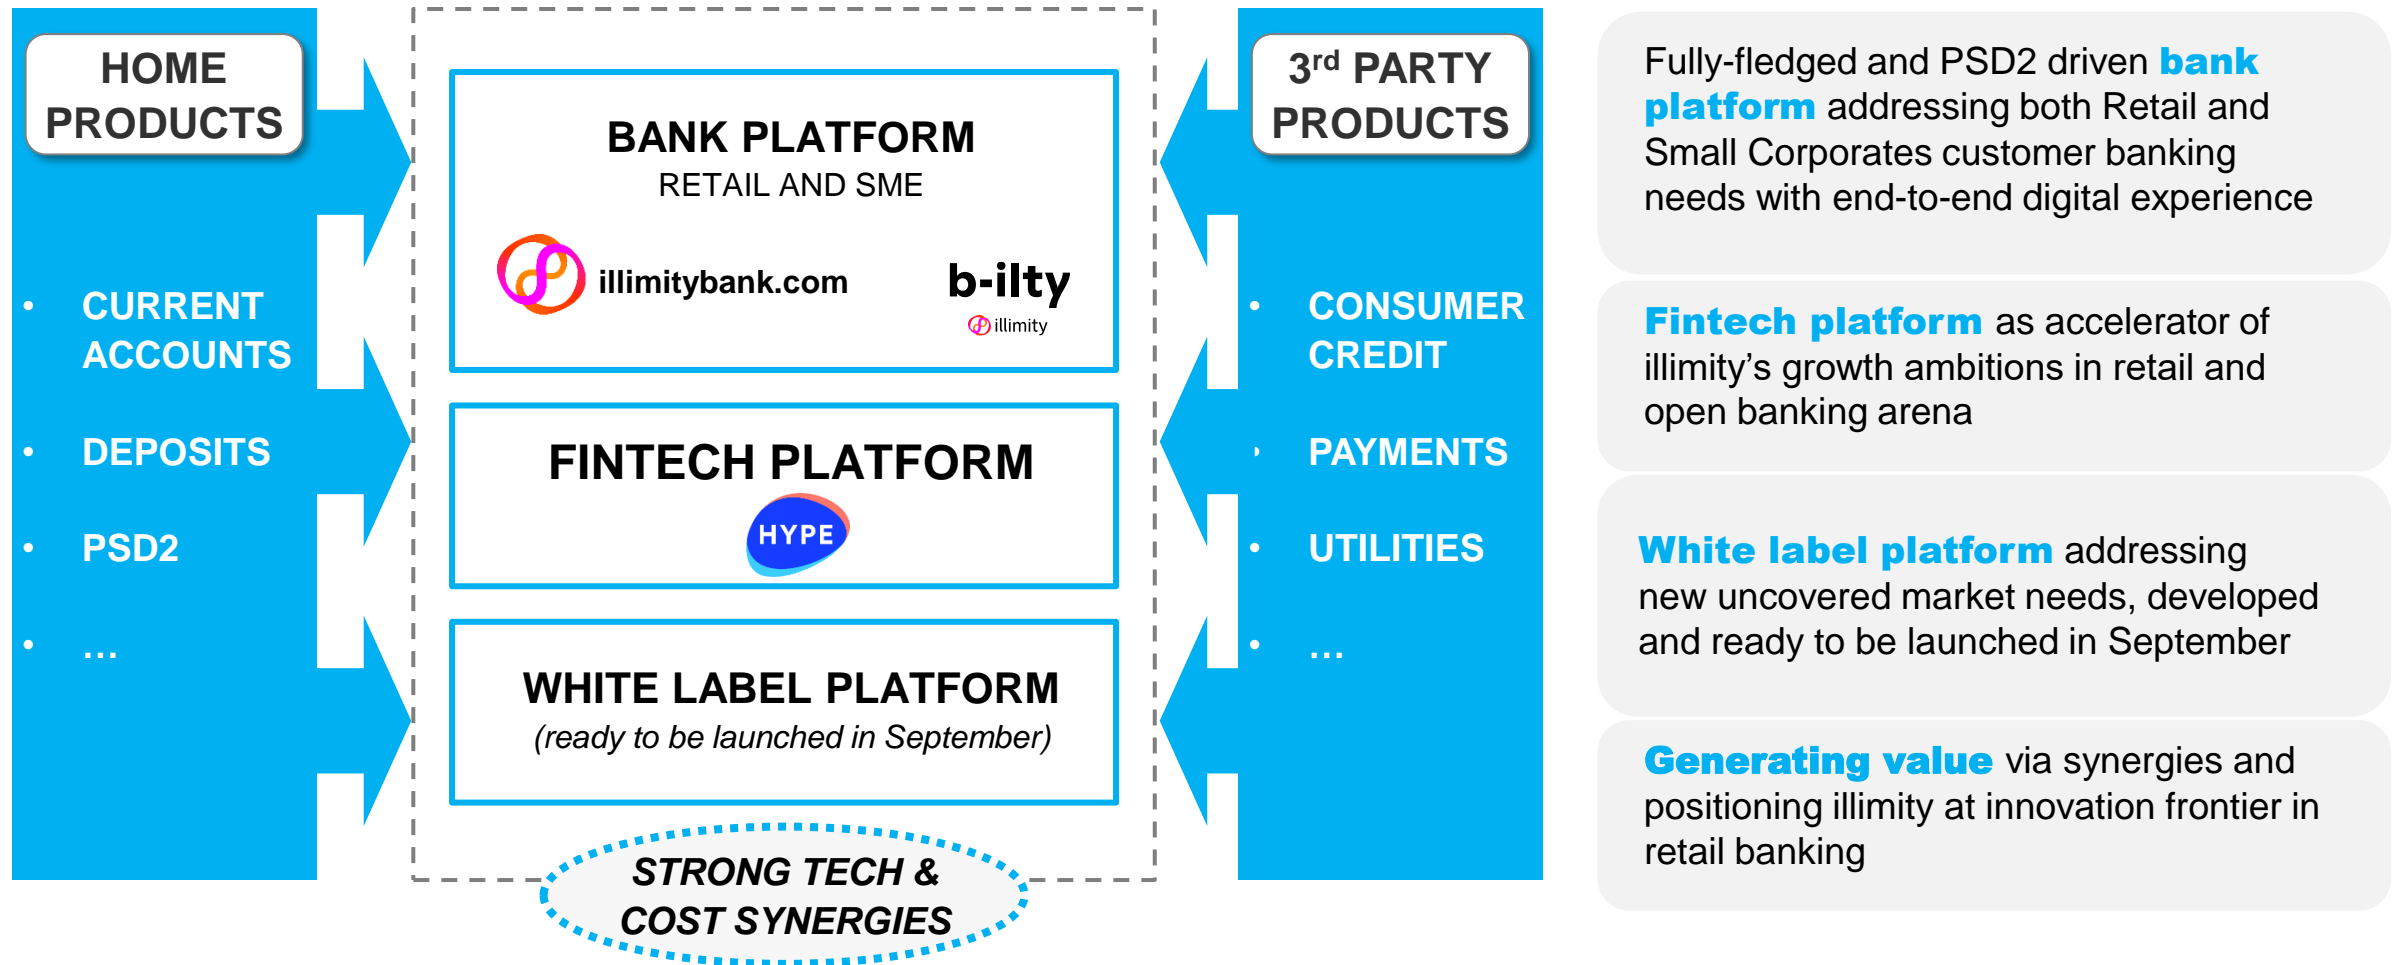 HOME
PRODUCTS
• CURRENT
ACCOUNTS
• DEPOSITS
• PSD2
• …
BANK PLATFORM
RETAIL AND SME
illimitybank.com
b-ilty
illimity
FINTECH PLATFORM
HYPE
WHITE LABEL PLATFORM
(ready to be launched in September)
STRONG TECH &
COST SYNERGIES
3rd PARTY
PRODUCTS
• CONSUMER
CREDIT
• PAYMENTS
• UTILITIES
• …
Fully-fledged and PSD2 driven bank
platform addressing both Retail and
Small Corporates customer banking
needs with end-to-end digital experience
Fintech platform as accelerator of
illimity’s growth ambitions in retail and
open banking arena
White label platform addressing
new uncovered market needs, developed
and ready to be launched in September
Generating value via synergies and
positioning illimity at innovation frontier in
retail banking